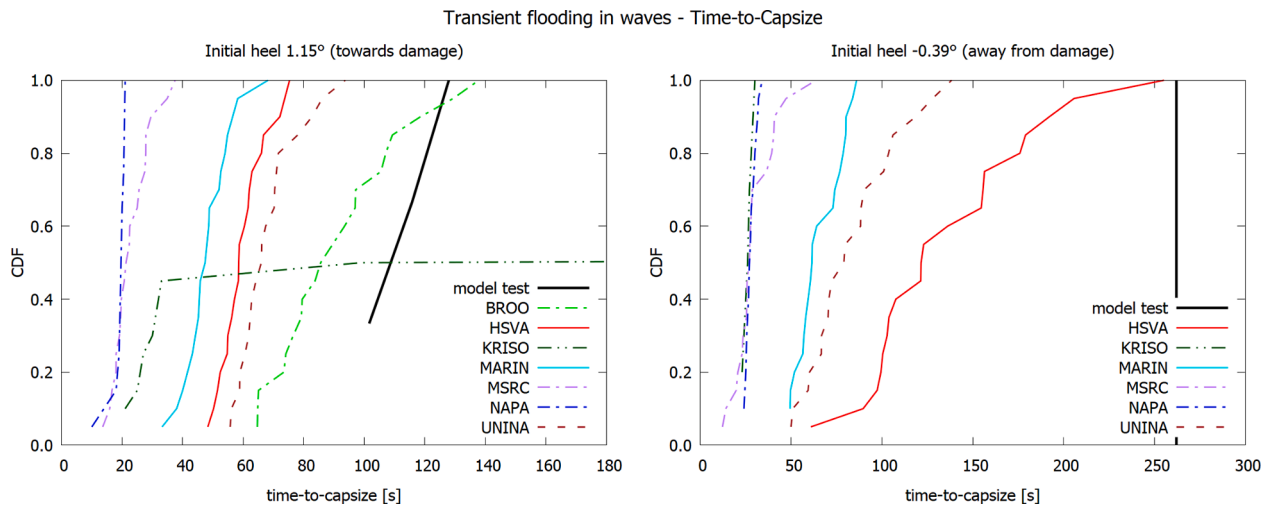 Transient flooding in waves - Time-to-Capsize
Initial heel 1.15º (towards damage)
1.0
0.8
0.6
0.4
0.2
0.0
CDF
model test
BROO
HSVA
KRISO
MARIN
MSRC
NAPA
UNINA
0 20 40 60 80 100 120 140 160 180
time-to-capsize [s]
Initial heel -0.39º (away from damage)
1.0
0.8
0.6
0.4
0.2
0.0
CDF
model test
HSVA
KRISO
MARIN
MSRC
NAPA
UNINA
0 50 100 150 200 250 300
time-to-capsize [s]